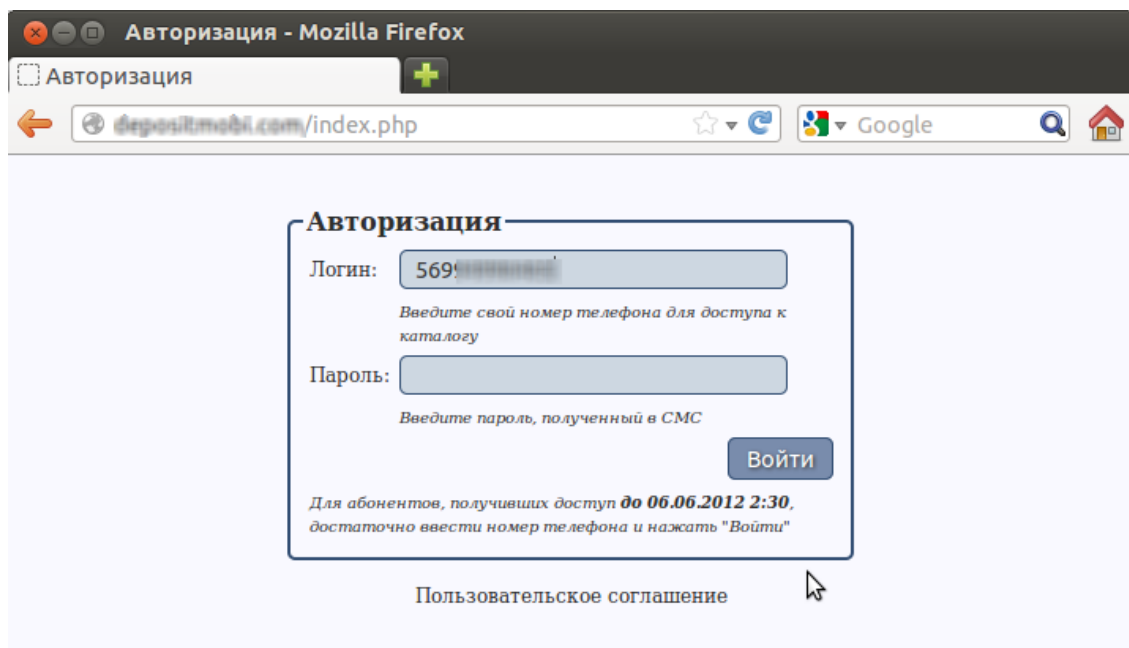 Авторизация - Mozilla Firefox
Авторизация
/index.php
Google
Авторизация
Логин: 569
Введите свой номер телефона для доступа к
каталогу
Пароль:
Введите пароль, полученный в СМС
Войти
Для абонентов, получивших доступ до 06.06.2012 2:30,
достаточно ввести номер телефона и нажать "Войти"
Пользовательское соглашение